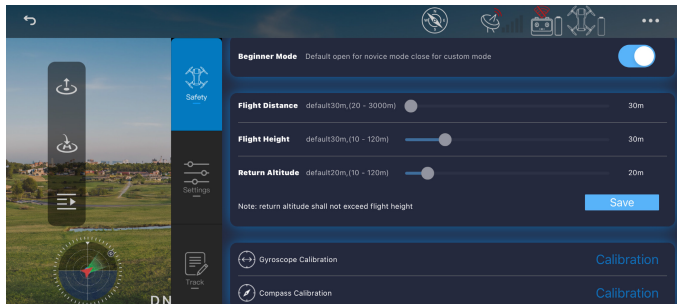 Beginner Mode Default open for novice mode close for custom mode
Safety
Flight Distance default30m,(20 - 3000m) 30m
Flight Height default30m,(10 - 120m) 30m
Return Altitude default20m,(10 - 120m) 20m
Settings
Note: return altitude shall not exceed flight height Save
Gyroscope Calibration Calibration
Track
Compass Calibration Calibration
DN